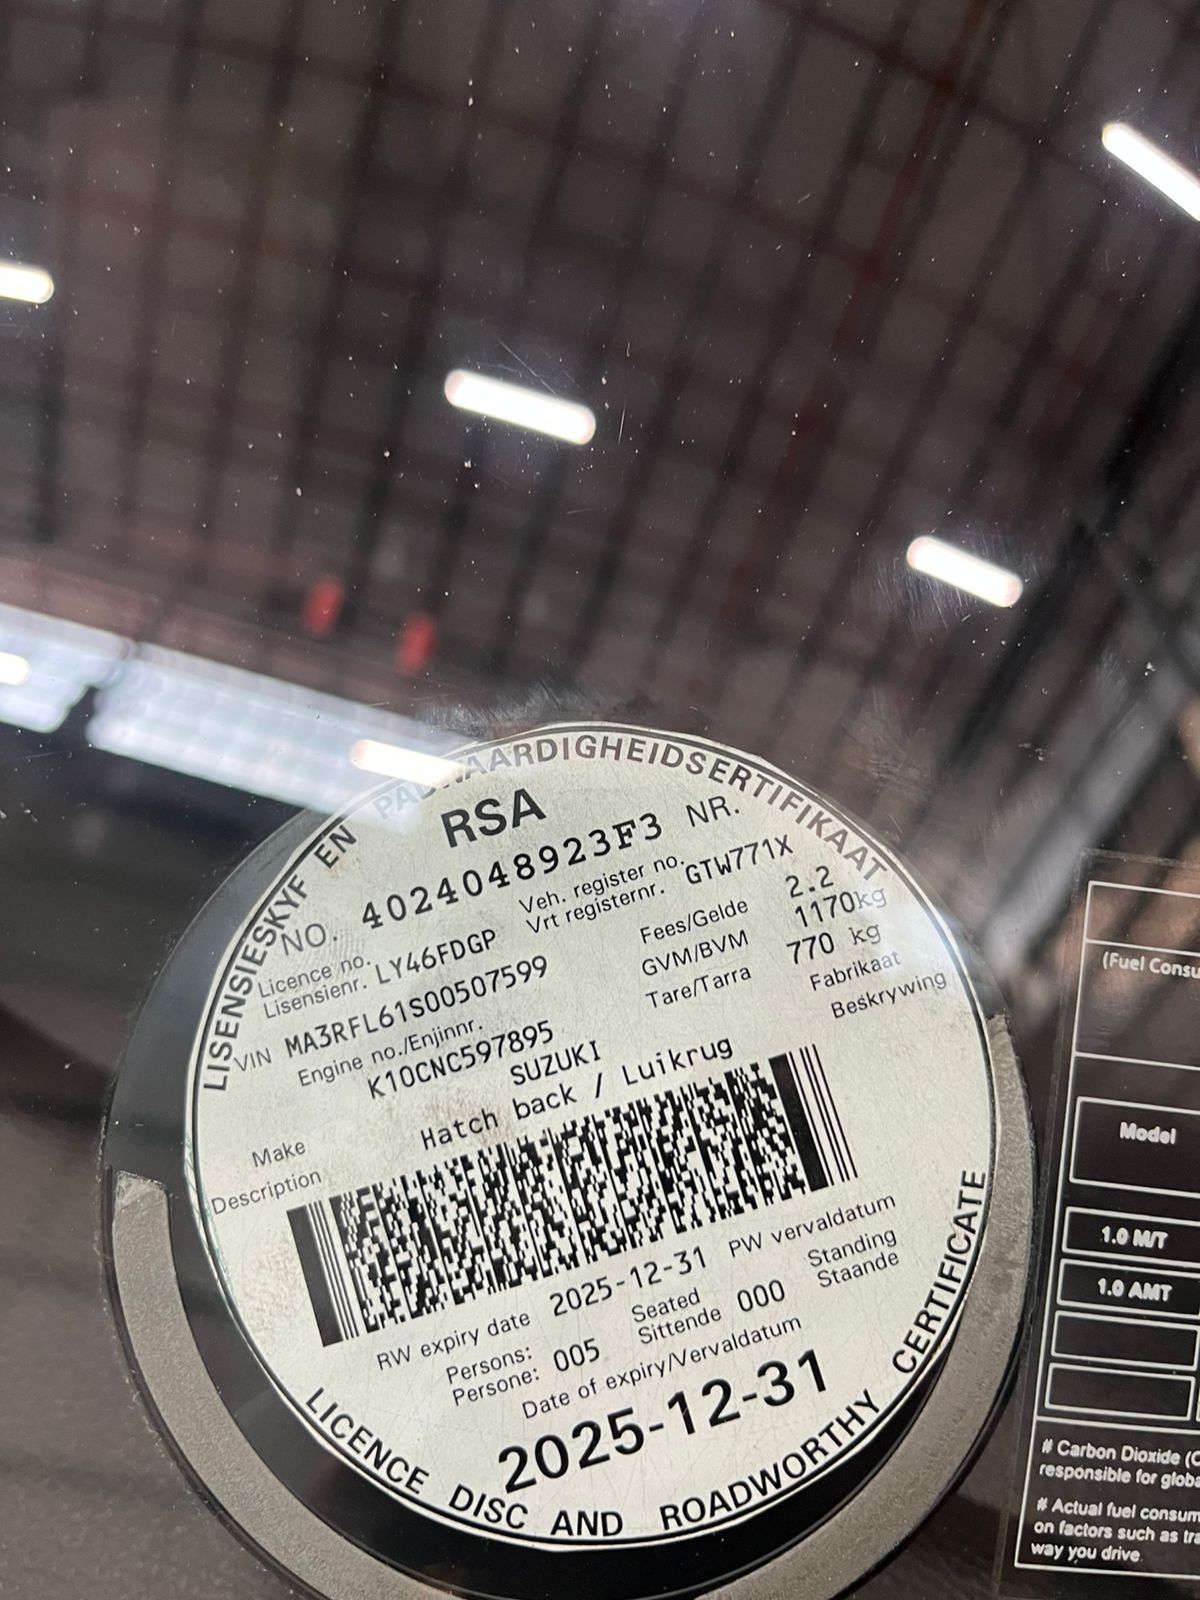 LISENSIESKYF EN PADWAARDIGHEIDSERTIFIKAAT
RSA
NO. 4024048923F3 NR.
Licence no.
Lisensienr. LY46FDGP
Veh. register no.
Vrt registernr. GTW771X
VIN MA3RFL61S00507599
Fees/Gelde 2.2
GVM/BVM 1170kg
Tare/Tarra 770 kg
Engine no./Enjinnr.
K10CNC597895
Make SUZUKI Fabrikaat
Description Hatch back / Luikrug Beskrywing
RW expiry date 2025-12-31 PW vervaldatum
Persons:
Persone: 005
Seated
Sittende 000
Standing
Staande
Date of expiry/Vervaldatum
2025-12-31
LICENCE DISC AND ROADWORTHY CERTIFICATE
(Fuel
Model
1.0 M/T
1.0 AMT
# Carbon Dioxide
responsible for
# Actual fuel
on factors such as
way you drive.